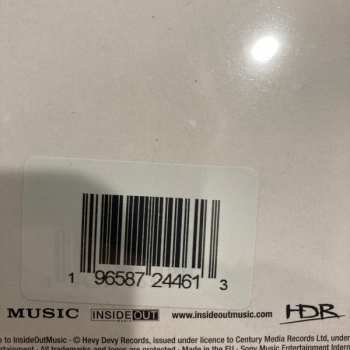 1 96587 24461 3
MUSIC INSIDEOUT www.insideoutmusic.com HDR
to InsideOutMusic · © Hevy Devy Records, issued under licence to Century Media Records Ltd, under
All trademarks and logos are protected · Made in the EU · Sony Music Entertainment Intern